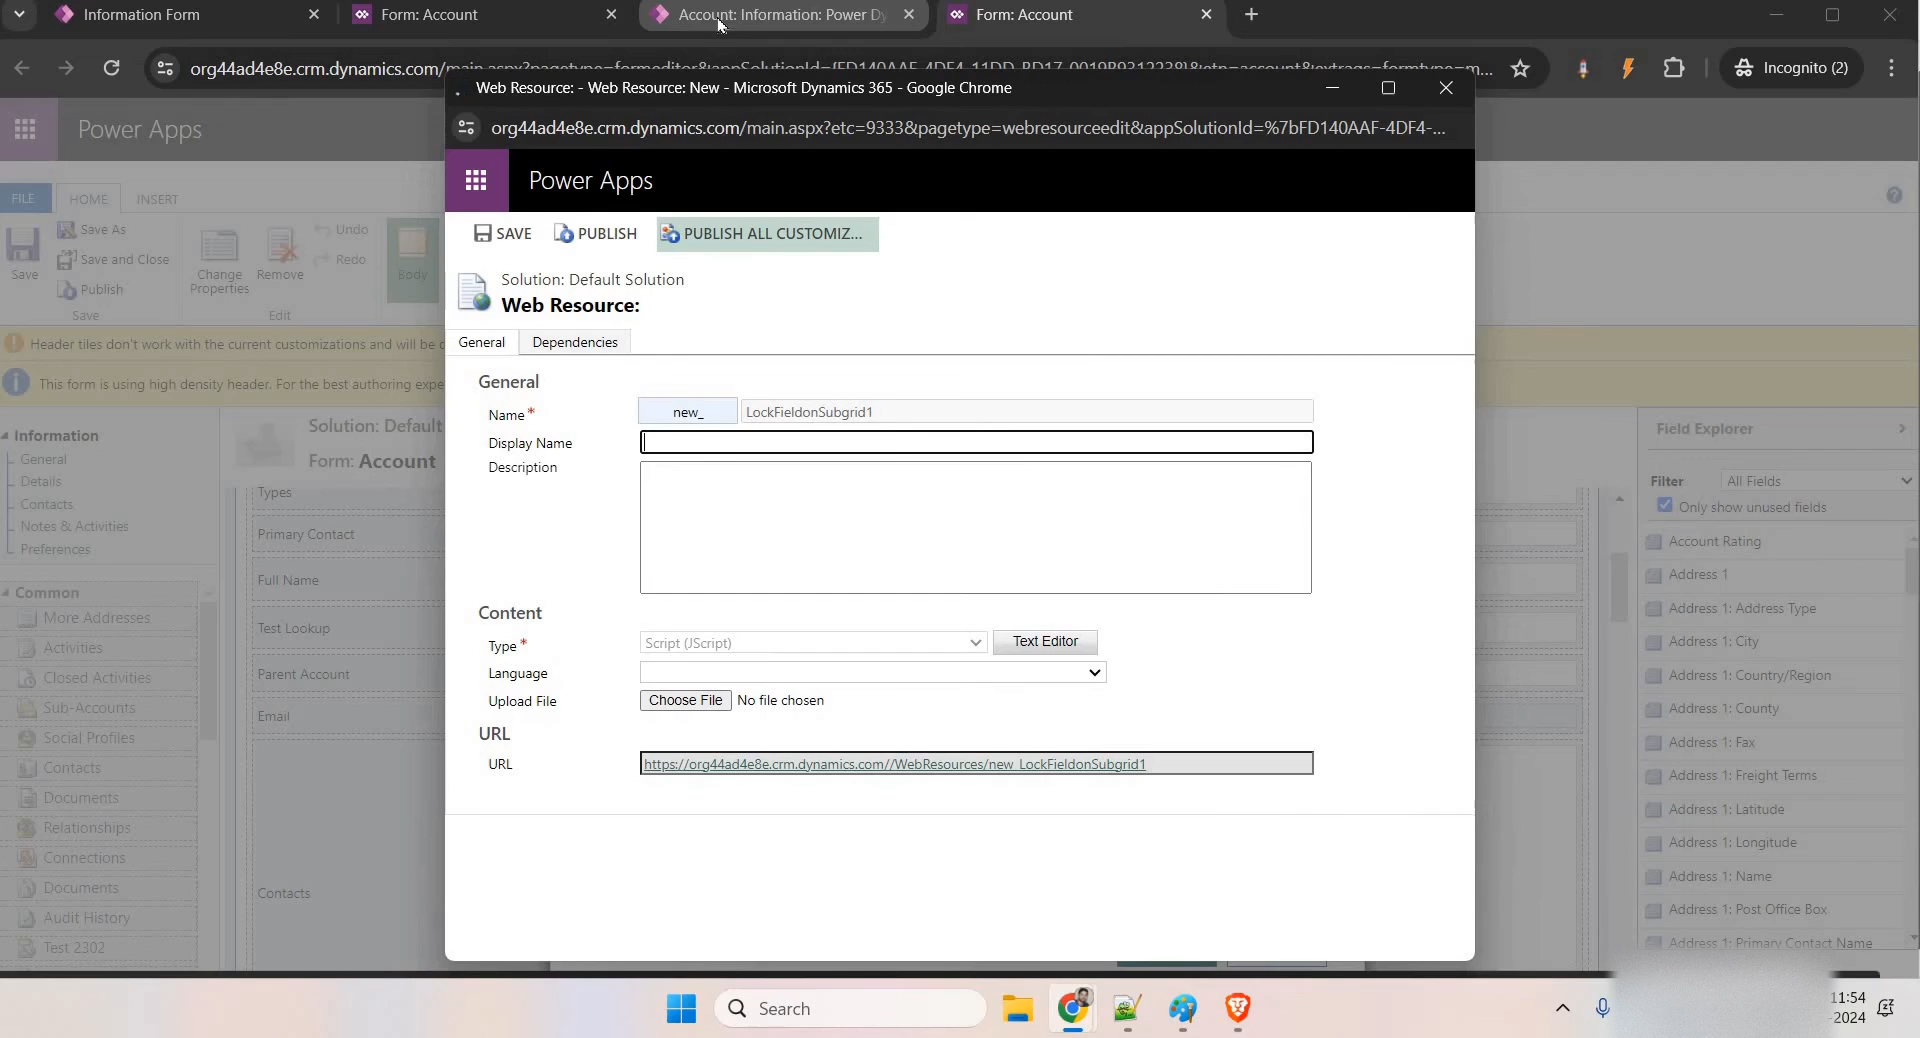 Information Form
Form: Account
Account: Information: Power Dy
Form: Account
org44ad4e8e.crm.dynamics.com/
Incognito (2)
Web Resource: - Web Resource: New - Microsoft Dynamics 365 - Google Chrome
org44ad4e8e.crm.dynamics.com/main.aspx?etc=9333&pagetype=webresourceedit&appSolutionId=%7bFD140AAF-4DF4-...
Power Apps
Power Apps
FILE
HOME
INSERT
Save
Save As
Save and Close
Publish
Save
Change Properties
Remove
Edit
Undo
Redo
Body
SAVE
PUBLISH
PUBLISH ALL CUSTOMIZ...
Solution: Default Solution
Web Resource:
General
Dependencies
Header tiles don't work with the current customizations and will be
This form is using high density header. For the best authoring expe
Information
General
Details
Contacts
Notes & Activities
Preferences
Common
More Addresses
Activities
Closed Activities
Sub-Accounts
Social Profiles
Contacts
Documents
Relationships
Connections
Documents
Audit History
Test 2302
Solution: Default
Form: Account
Types
Primary Contact
Full Name
Test Lookup
Parent Account
Email
Contacts
General
Name*
new_
LockFieldonSubgrid1
Display Name
Description
Content
Type*
Script (JScript)
Text Editor
Language
Upload File
Choose File
No file chosen
URL
URL
https://org44ad4e8e.crm.dynamics.com//WebResources/new_LockFieldonSubgrid1
Field Explorer
Filter
All Fields
Only show unused fields
Account Rating
Address 1
Address 1: Address Type
Address 1: City
Address 1: Country/Region
Address 1: County
Address 1: Fax
Address 1: Freight Terms
Address 1: Latitude
Address 1: Longitude
Address 1: Name
Address 1: Post Office Box
Address 1: Primary Contact Name
Search
11:54
-2024